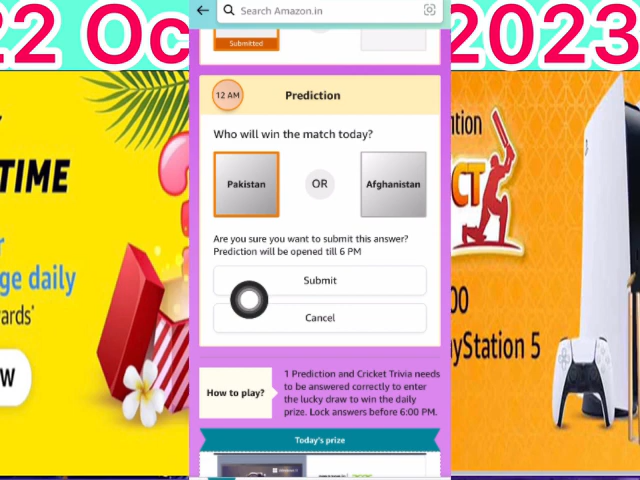 22 Oc
2023
Search Amazon.in
Submitted
12 AM
Prediction
Who will win the match today?
Pakistan
OR
Afghanistan
Are you sure you want to submit this answer?
Prediction will be opened till 6 PM
Submit
Cancel
How to play?
1 Prediction and Cricket Trivia needs
to be answered correctly to enter
the lucky draw to win the daily
prize. Lock answers before 6:00 PM.
Today's prize
TIME
ge daily
ards*
W
tion
CT
00
yStation 5